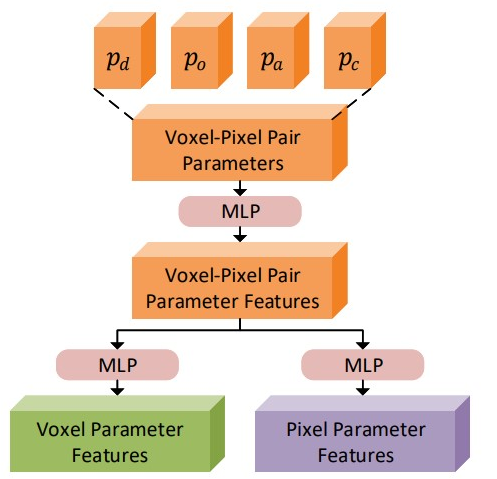 p_d p_o p_a p_c
Voxel-Pixel Pair
Parameters
MLP
Voxel-Pixel Pair
Parameter Features
MLP MLP
Voxel Parameter
Features
Pixel Parameter
Features